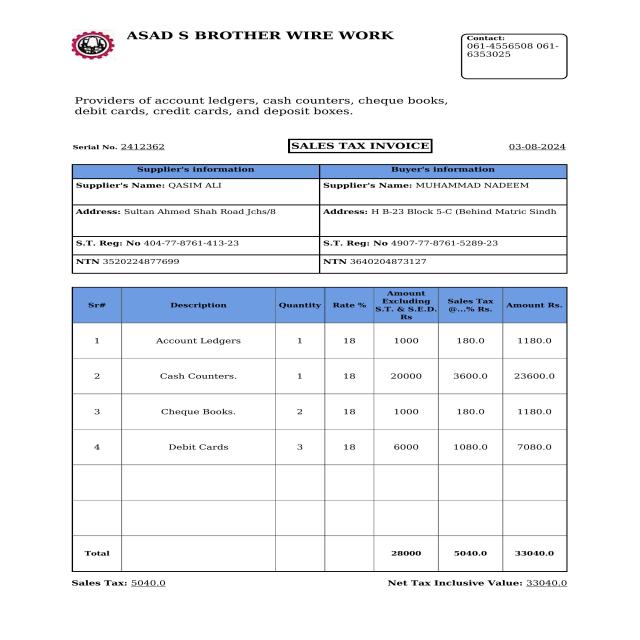 ASAD S BROTHER WIRE WORK
Contact:
061-4556508 061-
6353025
Providers of account ledgers, cash counters, cheque books,
debit cards, credit cards, and deposit boxes.
Serial No. 2412362 SALES TAX INVOICE 03-08-2024
Supplier's information Buyer's information
Supplier's Name: QASIM ALI Supplier's Name: MUHAMMAD NADEEM
Address: Sultan Ahmed Shah Road Jchs/8 Address: H B-23 Block 5-C (Behind Matric Sindh
S.T. Reg: No 404-77-8761-413-23 S.T. Reg: No 4907-77-8761-5289-23
NTN 3520224877699 NTN 3640204873127
Sr# Description Quantity Rate % Amount Excluding S.T. & S.E.D. Rs Sales Tax @...% Rs. Amount Rs.
1 Account Ledgers 1 18 1000 180.0 1180.0
2 Cash Counters. 1 18 20000 3600.0 23600.0
3 Cheque Books. 2 18 1000 180.0 1180.0
4 Debit Cards 3 18 6000 1080.0 7080.0
Total 28000 5040.0 33040.0
Sales Tax: 5040.0 Net Tax Inclusive Value: 33040.0